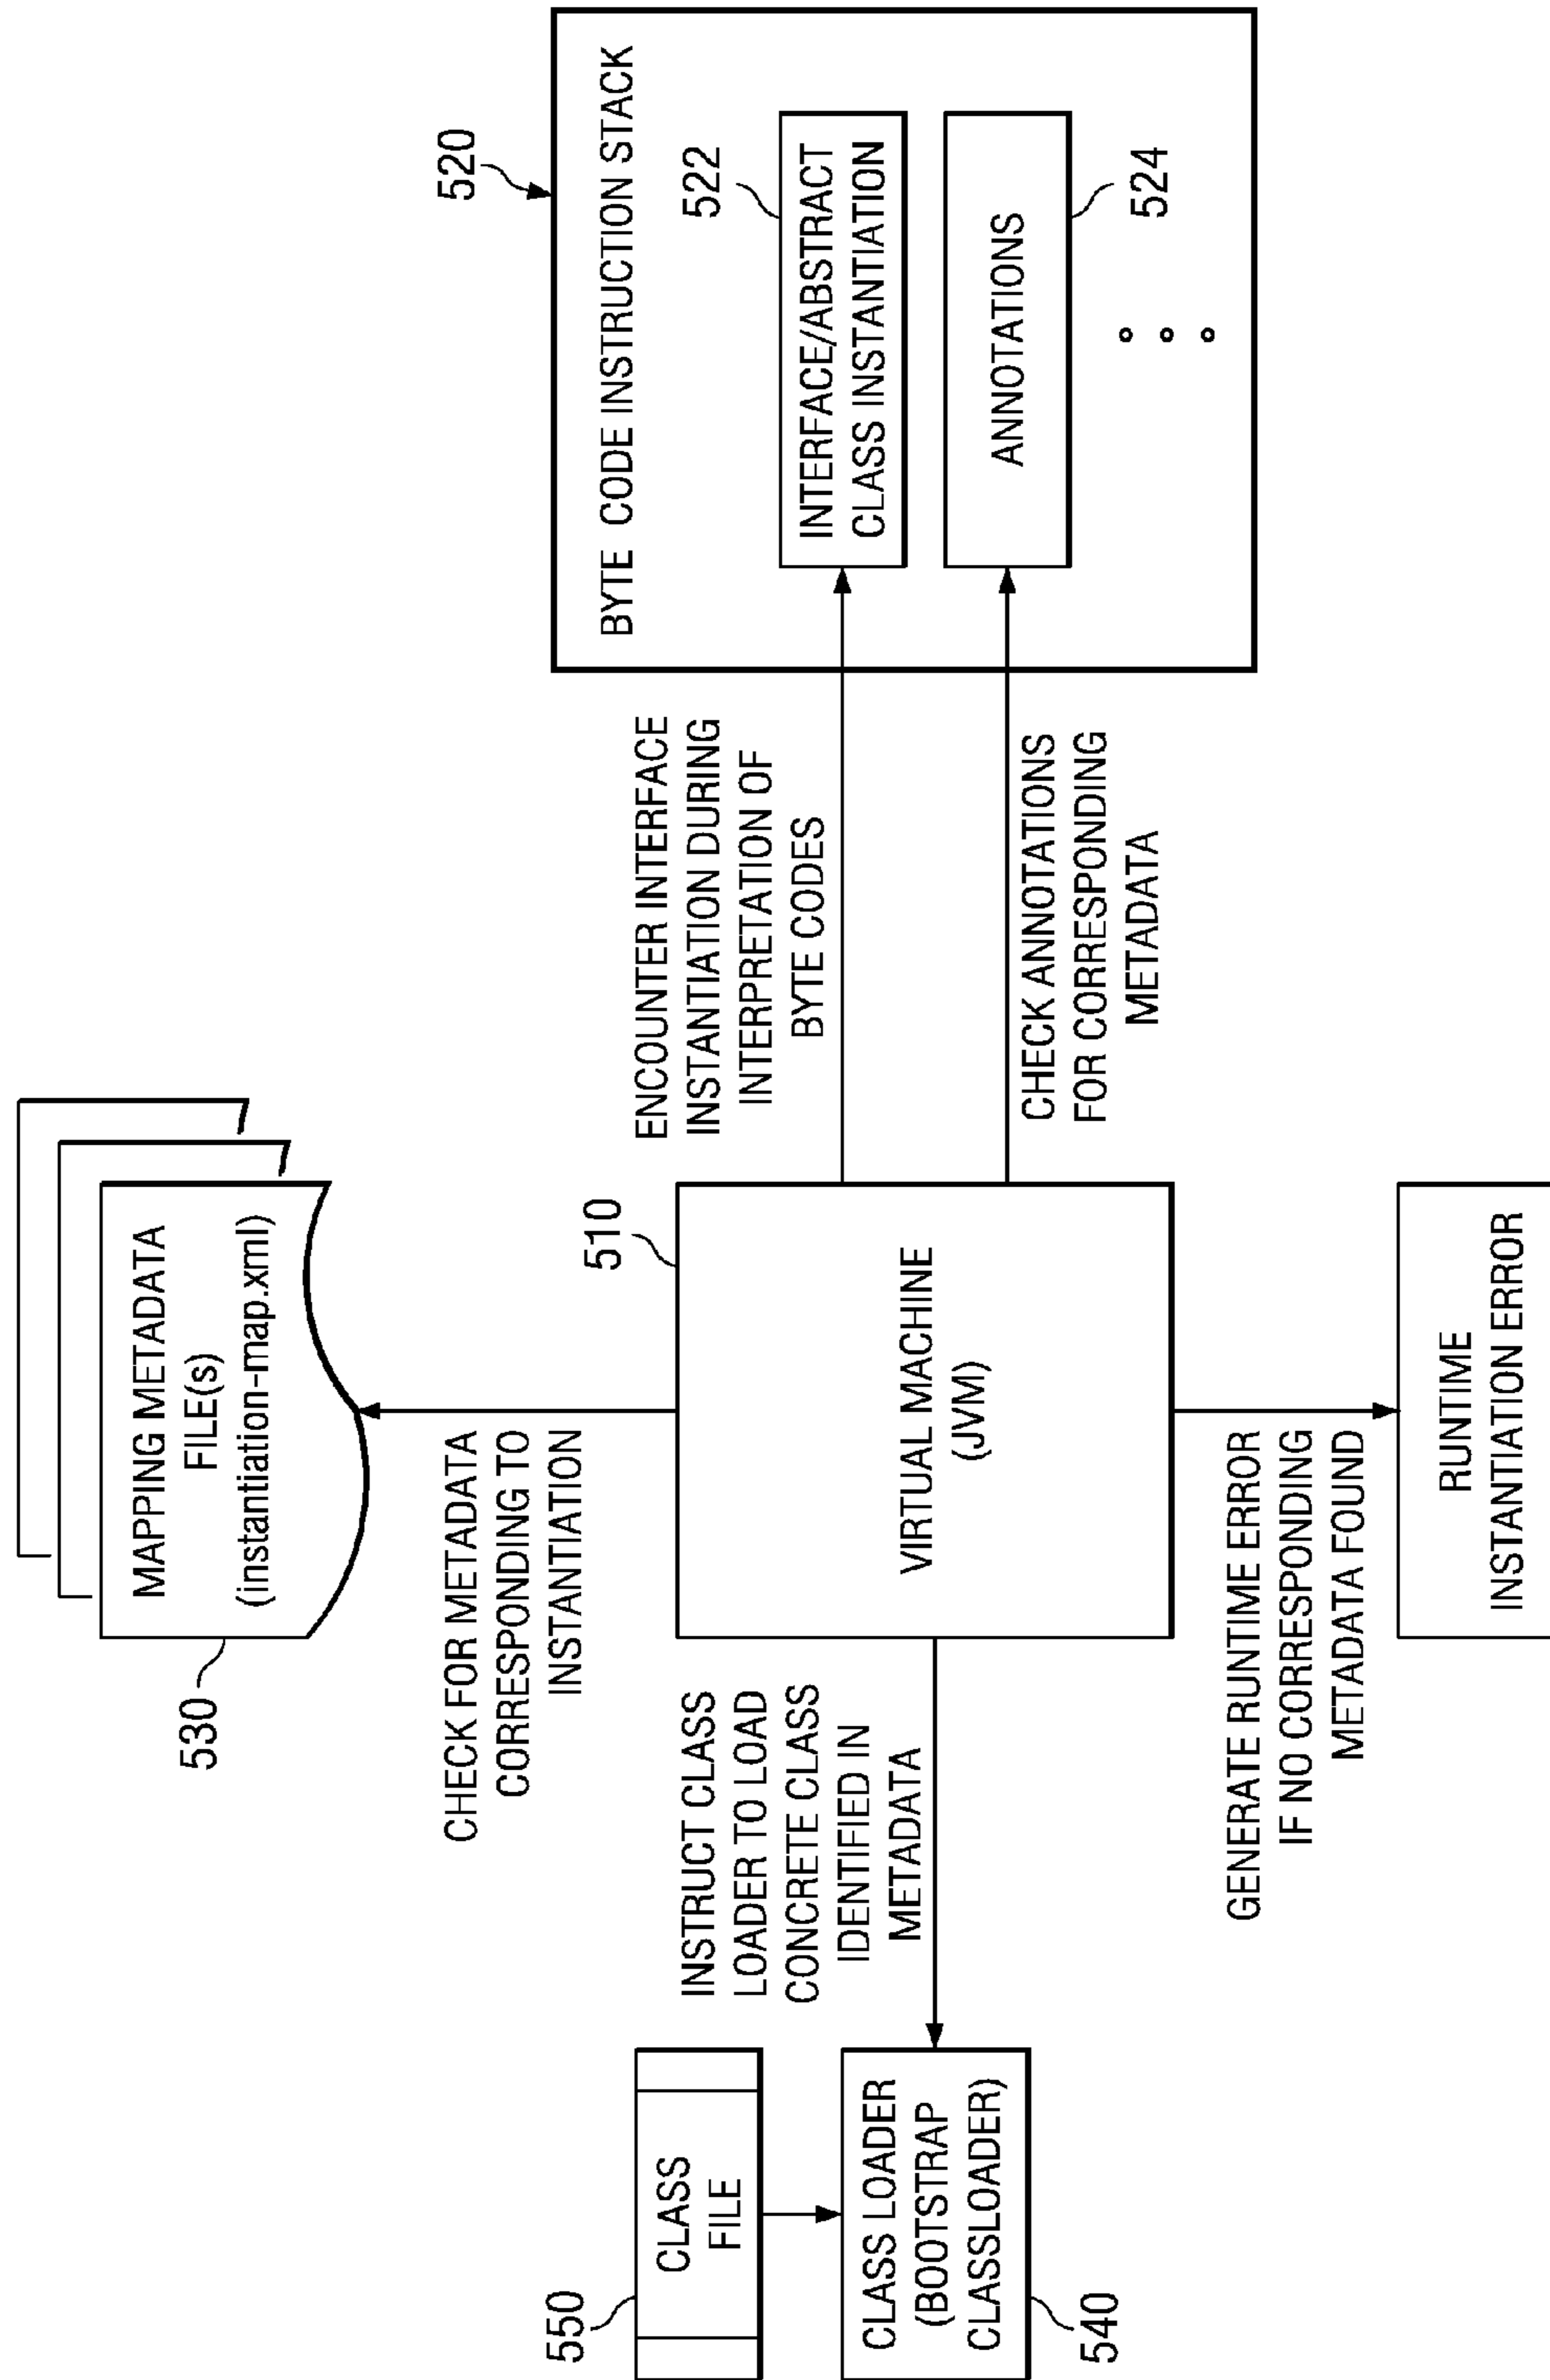 MAPPING METADATA
FILE(s)
(instantiation-map.xml)
530
CHECK FOR METADATA
CORRESPONDING TO
INSTANTIATION
550
CLASS
FILE
INSTRUCT CLASS
LOADER TO LOAD
CONCRETE CLASS
IDENTIFIED IN
METADATA
CLASS LOADER
(BOOTSTRAP
CLASSLOADER)
540
510
VIRTUAL MACHINE
(JVM)
ENCOUNTER INTERFACE
INSTANTIATION DURING
INTERPRETATION OF
BYTE CODES
CHECK ANNOTATIONS
FOR CORRESPONDING
METADATA
520
BYTE CODE INSTRUCTION STACK
522
INTERFACE/ABSTRACT
CLASS INSTANTIATION
ANNOTATIONS
524
GENERATE RUNTIME ERROR
IF NO CORRESPONDING
METADATA FOUND
RUNTIME
INSTANTIATION ERROR